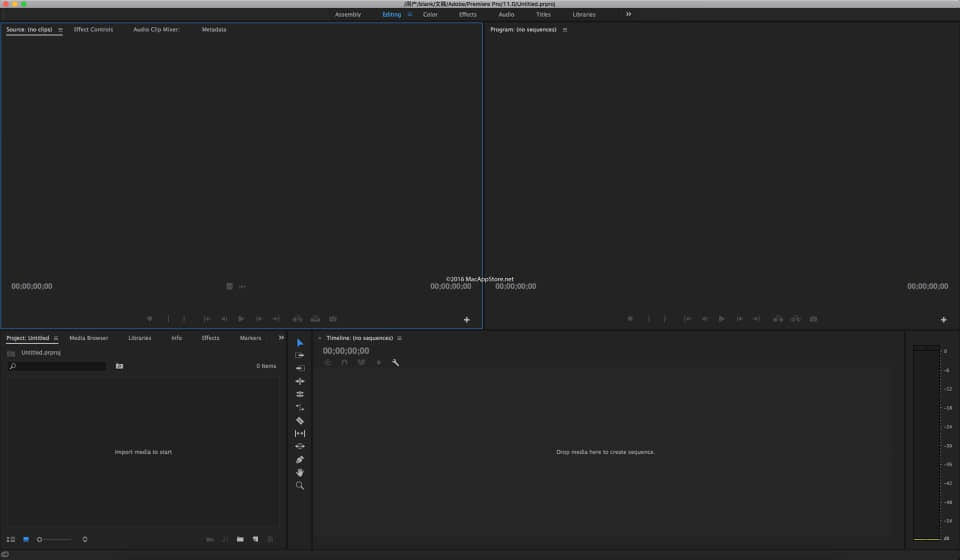 /用户/blank/文稿/Adobe/Premiere Pro/11.0/Untitled.prproj
Assembly Editing Color Effects Audio Titles Libraries
Source: (no clips) Effect Controls Audio Clip Mixer: Metadata
Program: (no sequences)
©2016 MacAppStore.net
00;00;00;00 00;00;00;00
00;00;00;00 00;00;00;00
Project: Untitled Media Browser Libraries Info Effects Markers
Untitled.prproj
0 Items
Import media to start
Timeline: (no sequences)
00;00;00;00
Drop media here to create sequence.
0
-6
-12
-18
-24
-30
-36
-42
-48
-54
dB